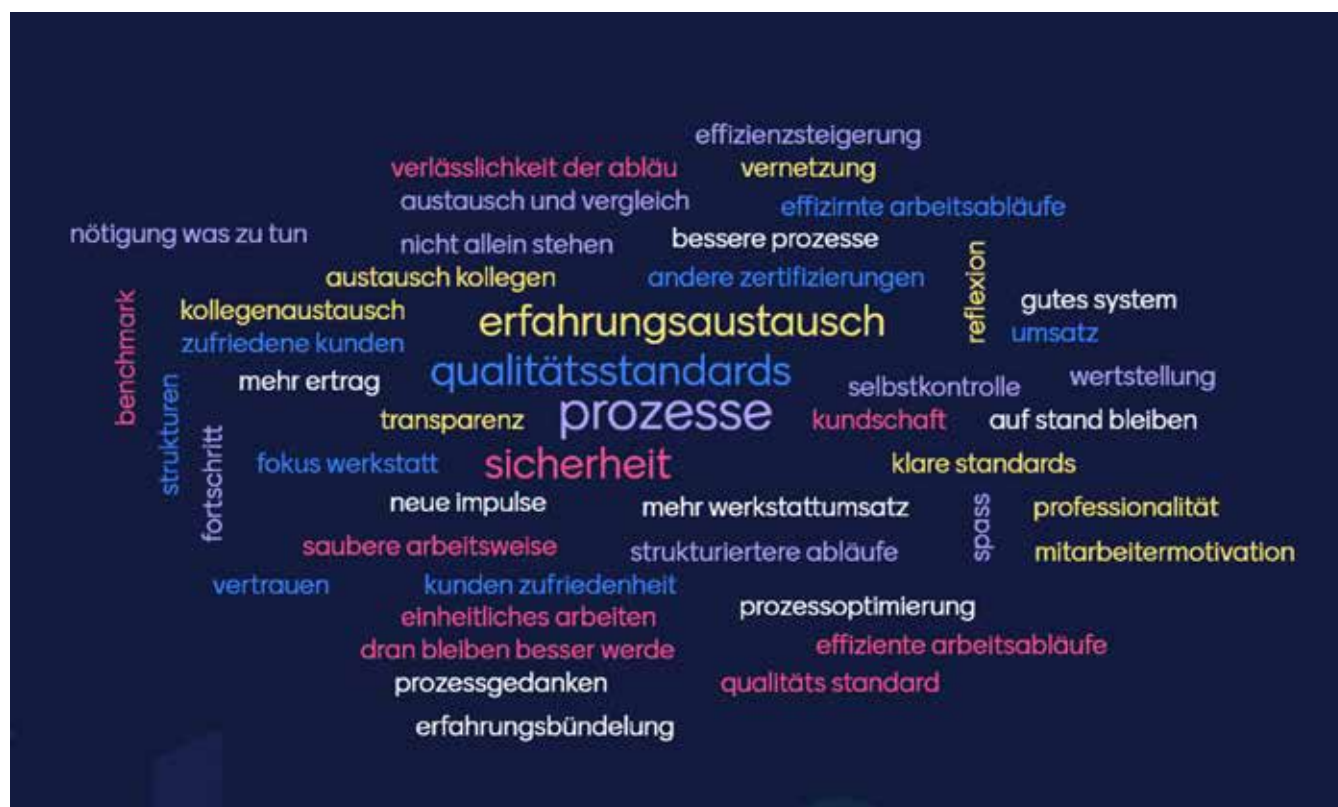 effizienzsteigerung
verlässlichkeit der abläu
vernetzung
austausch und vergleich
effizirnte arbeitsabläufe
nötigung was zu tun
nicht allein stehen
bessere prozesse
austausch kollegen
andere zertifizierungen
reflexion
benchmark
kollegenaustausch
erfahrungsaustausch
gutes system
zufriedene kunden
umsatz
strukturen
mehr ertrag
qualitätsstandards
selbstkontrolle
wertstellung
fortschritt
transparenz
prozesse
kundschaft
auf stand bleiben
fokus werkstatt
sicherheit
klare standards
neue impulse
mehr werkstattumsatz
spass
professionalität
saubere arbeitsweise
strukturiertere abläufe
mitarbeitermotivation
vertrauen
kunden zufriedenheit
einheitliches arbeiten
prozessoptimierung
dran bleiben besser werde
effiziente arbeitsabläufe
prozessgedanken
qualitäts standard
erfahrungsbündelung